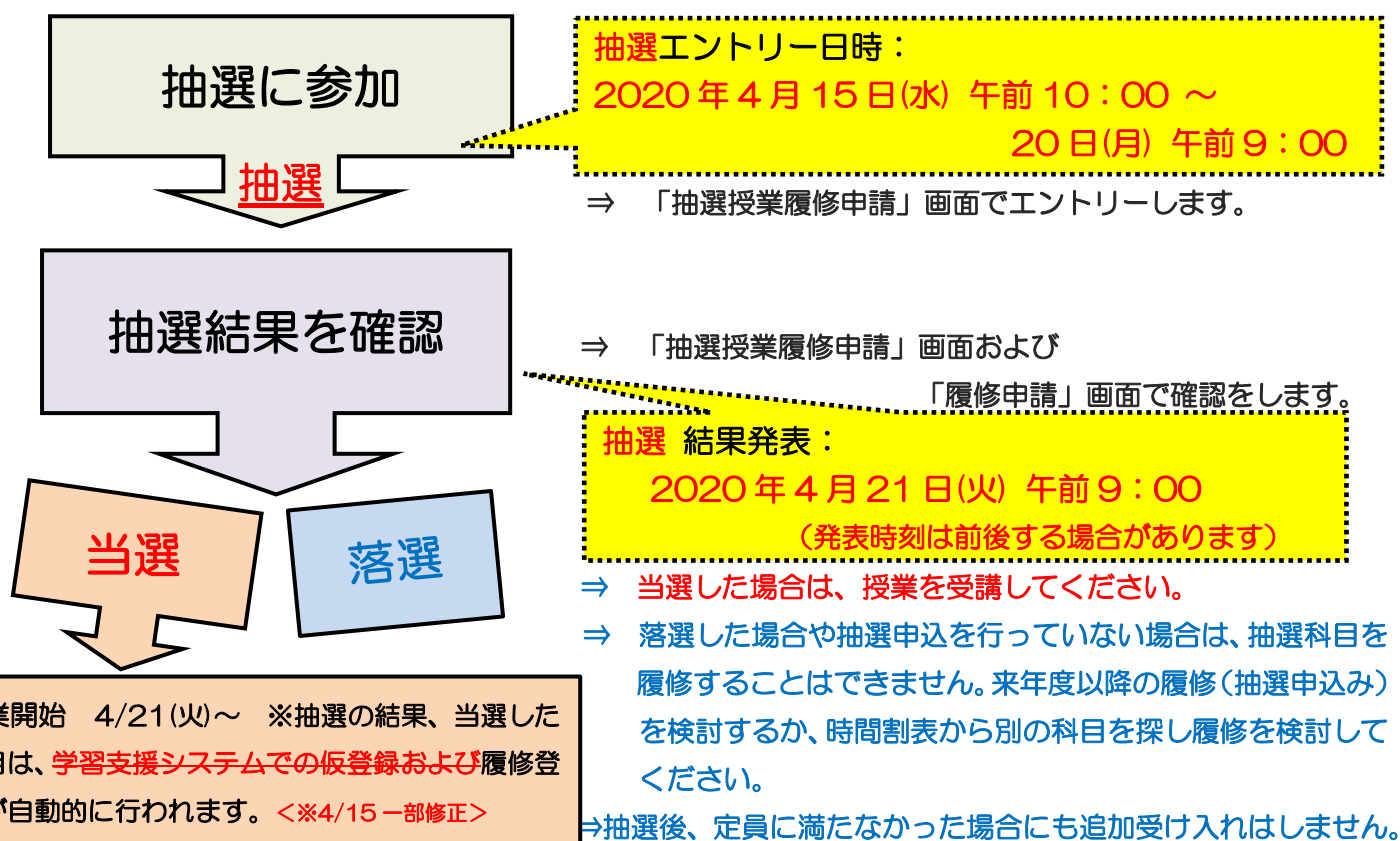 抽選に参加
抽選エントリー日時：
2020年4月15日(水) 午前10：00 ～
20日(月) 午前9：00
抽選
⇒ 「抽選授業履修申請」画面でエントリーします。
抽選結果を確認
⇒ 「抽選授業履修申請」画面および
「履修申請」画面で確認をします。
抽選 結果発表：
2020年4月21日(火) 午前9：00
（発表時刻は前後する場合があります）
当選
落選
⇒ 当選した場合は、授業を受講してください。
⇒ 落選した場合や抽選申込を行っていない場合は、抽選科目を
履修することはできません。来年度以降の履修（抽選申込み）
を検討するか、時間割表から別の科目を探し履修を検討して
ください。
⇒抽選後、定員に満たなかった場合にも追加受け入れはしません。
業開始 4/21(火)～ ※抽選の結果、当選した
目は、学習支援システムでの仮登録および履修登
が自動的に行われます。<※4/15一部修正>